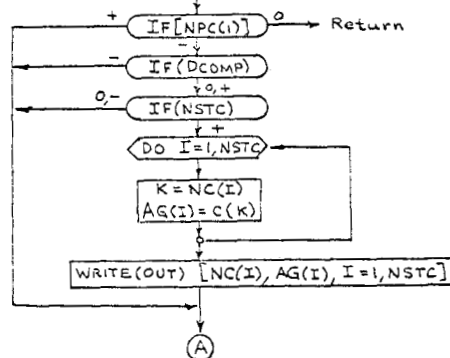 + IF[NPC(1)] 0 Return
-
- IF(DCOMP)
0,+
0,- IF(NSTC)
+
DO I=1,NSTC
K=NC(I)
AG(I)=C(K)
WRITE(OUT) [NC(I), AG(I), I=1,NSTC]
A